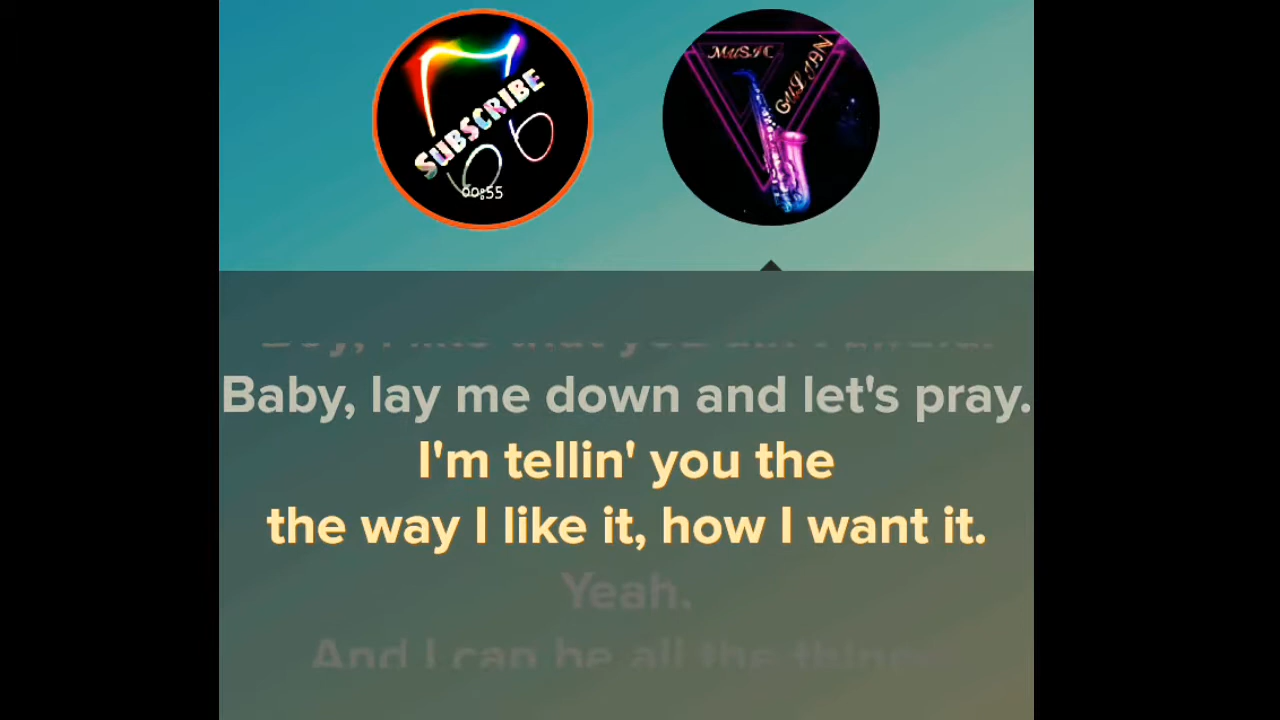 SUBSCRIBE
00:55
MUSIC
GULIAN
Baby, lay me down and let's pray.
I'm tellin' you the
the way I like it, how I want it.
Yeah.
And I can be all the things